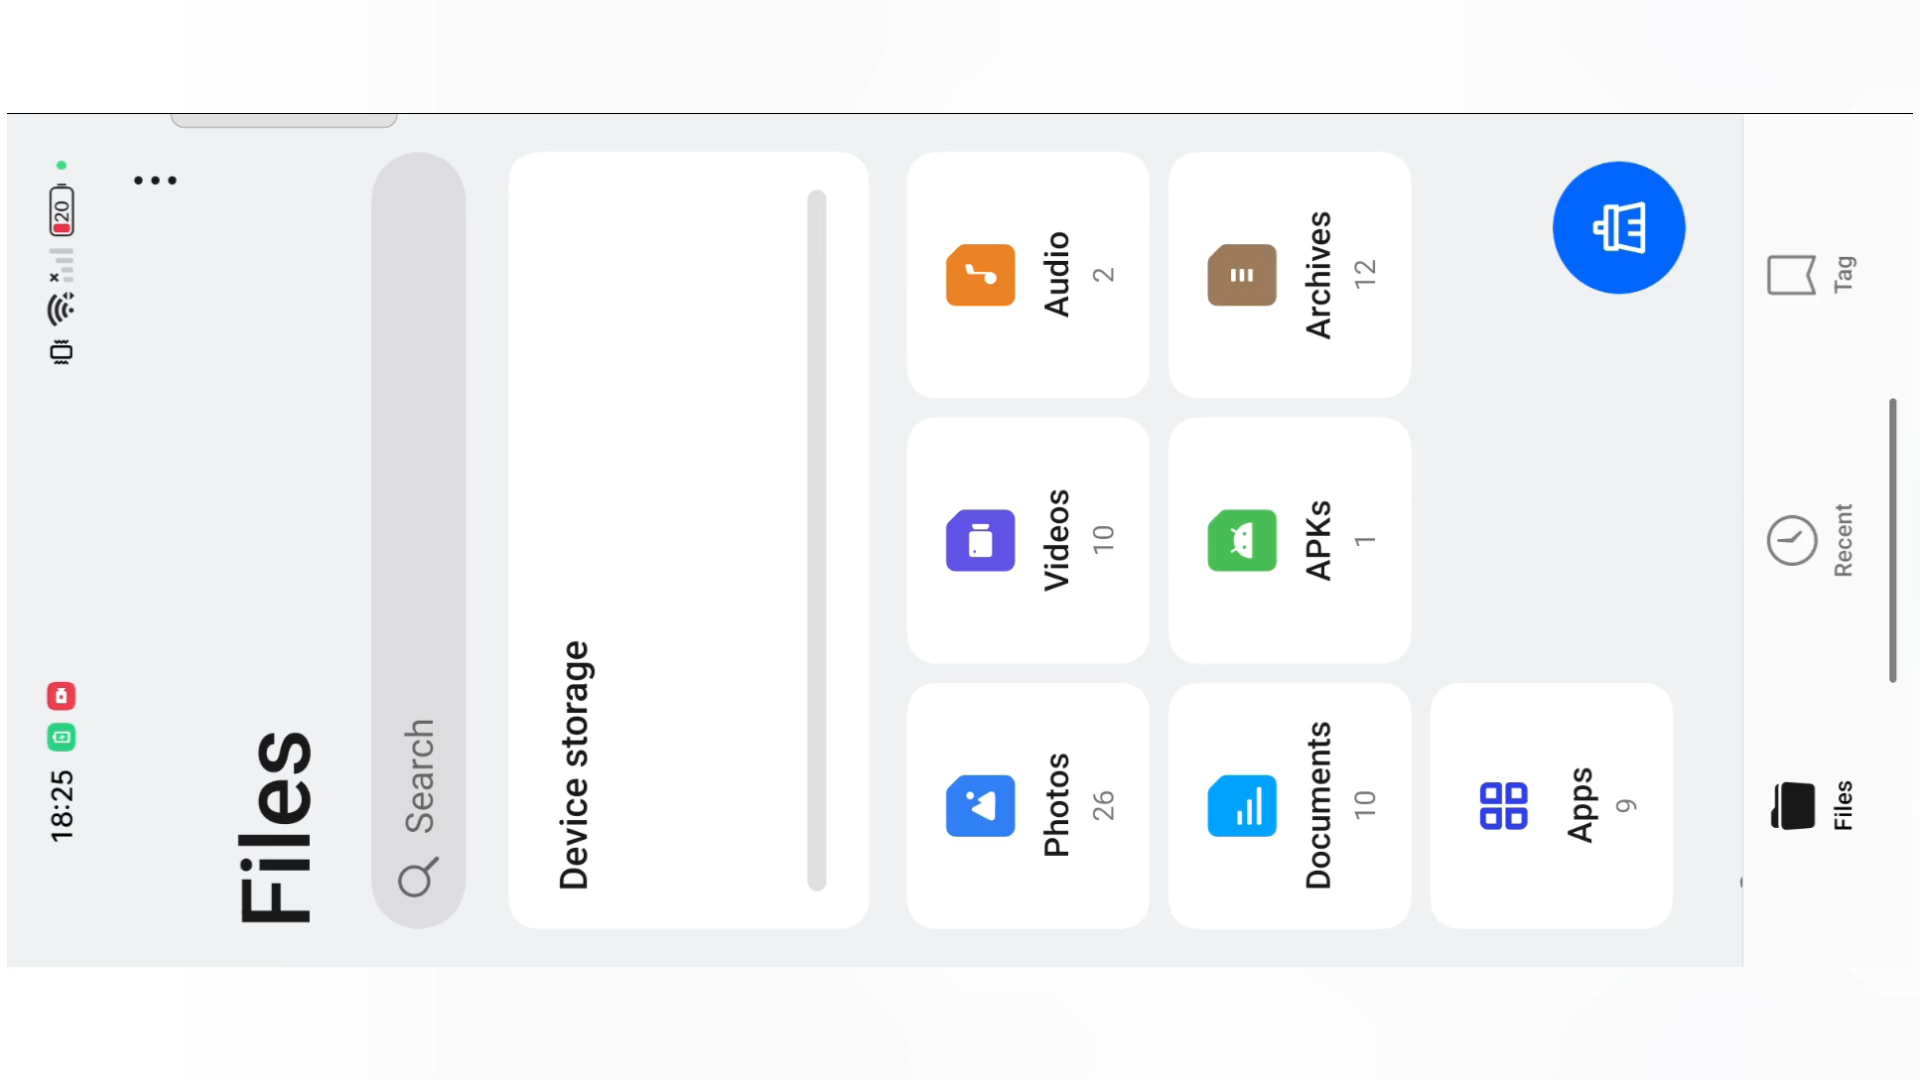 18:25
20
Files
Search
Device storage
Photos
26
Videos
10
Audio
2
Documents
10
APKs
1
Archives
12
Apps
9
Files
Recent
Tag